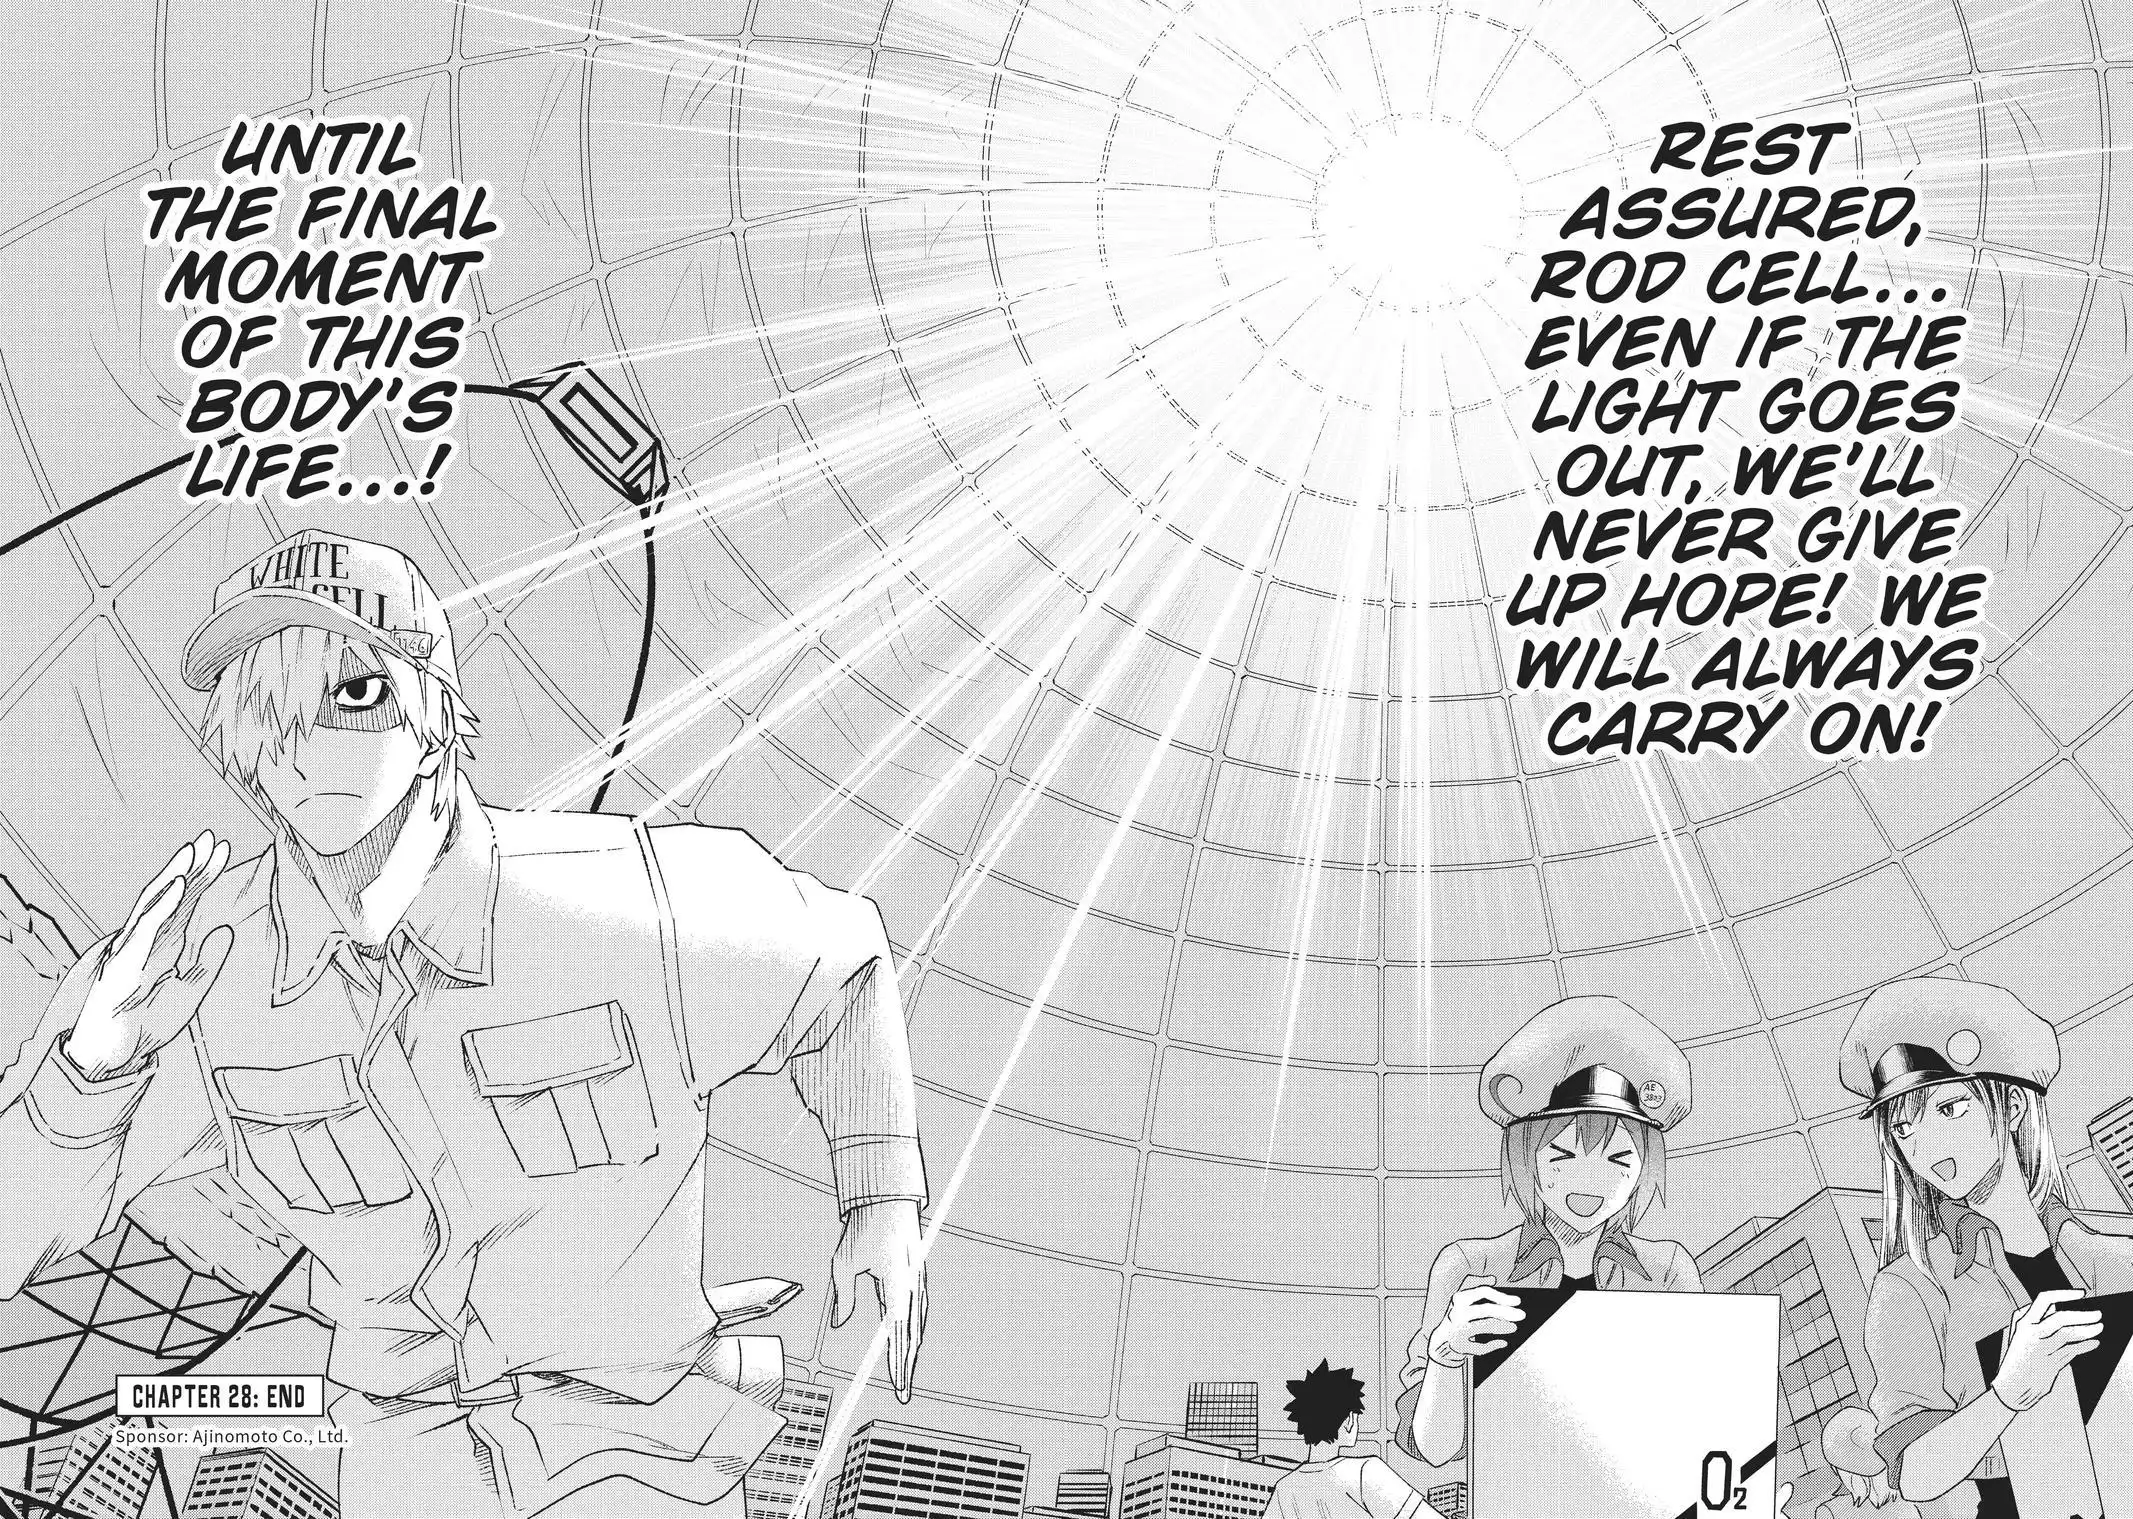 REST
ASSURED,
ROD CELL...
EVEN IF THE
LIGHT GOES
OUT, WE'LL
NEVER GIVE
UP HOPE! WE
WILL ALWAYS
CARRY ON!
UNTIL
THE FINAL
MOMENT
OF THIS
BODY'S
LIFE...!
WHITE
CELL
1146
AE
3803
O2
CHAPTER 28: END
Sponsor: Ajinomoto Co., Ltd.